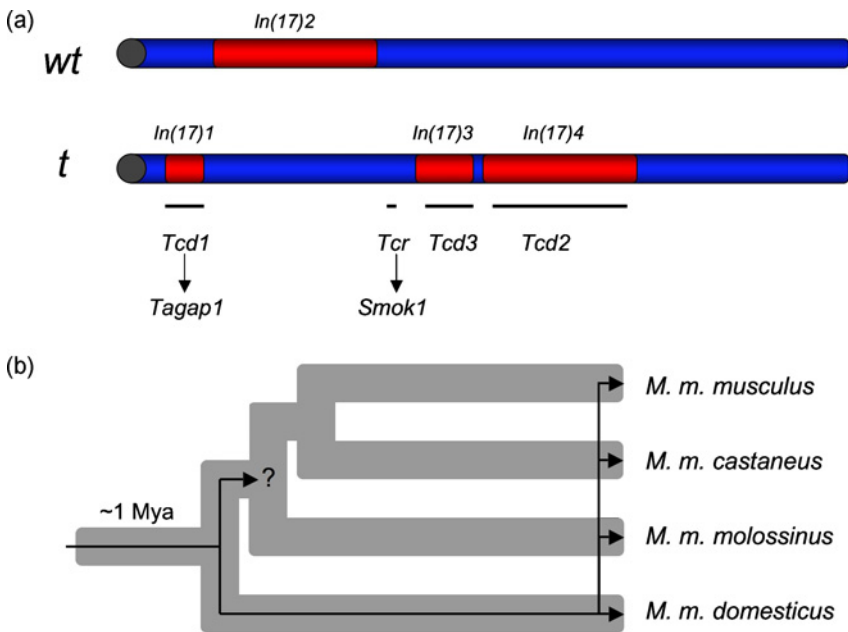 (a)
In(17)2
wt
In(17)1 In(17)3 In(17)4
t
Tcd1 Tcr Tcd3 Tcd2
Tagap1 Smok1
(b)
M. m. musculus
M. m. castaneus
?
~1 Mya
M. m. molossinus
M. m. domesticus